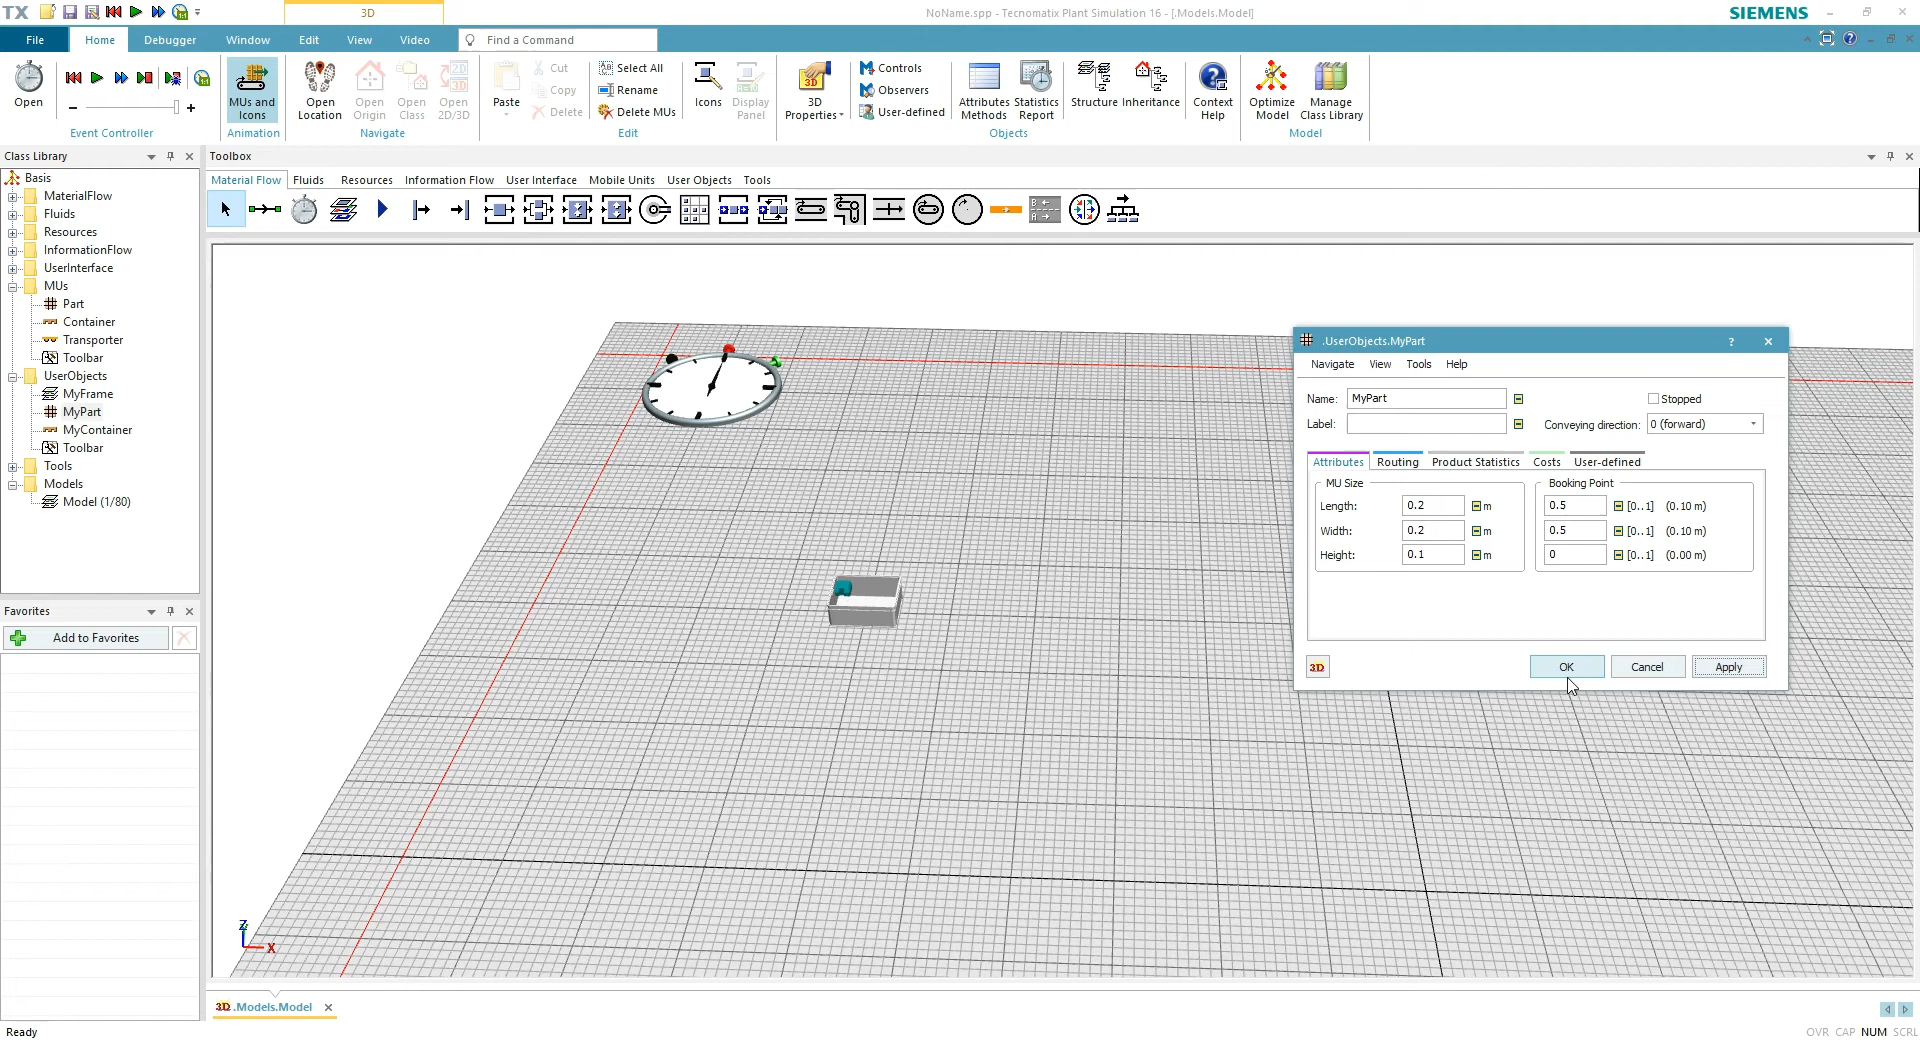 TX
3D
NoName.spp - Tecnomatix Plant Simulation 16 - [.Models.Model]
SIEMENS
File Home Debugger Window Edit View Video Find a Command
Open
Event Controller
MUs and Icons
Animation
Open Location
Open Origin
Open Class
Open 2D/3D
Navigate
Paste
Cut
Copy
Delete
Select All
Rename
Delete MUs
Edit
Icons
Display Panel
3D Properties
Controls
Observers
User-defined
Attributes Methods
Statistics Report
Structure
Inheritance
Objects
Context Help
Optimize Model
Manage Class Library
Model
Class Library
Basis
MaterialFlow
Fluids
Resources
InformationFlow
UserInterface
MUs
Part
Container
Transporter
Toolbar
UserObjects
MyFrame
MyPart
MyContainer
Toolbar
Tools
Models
Model (1/80)
Favorites
Add to Favorites
Toolbox
Material Flow Fluids Resources Information Flow User Interface Mobile Units User Objects Tools
Z
X
.UserObjects.MyPart ?
Navigate View Tools Help
Name: MyPart Stopped
Label: Conveying direction: 0 (forward)
Attributes Routing Product Statistics Costs User-defined
MU Size Booking Point
Length: 0.2 m 0.5 [0..1] (0.10 m)
Width: 0.2 m 0.5 [0..1] (0.10 m)
Height: 0.1 m 0 [0..1] (0.00 m)
3D OK Cancel Apply
3D .Models.Model
Ready
OVR CAP NUM SCRL